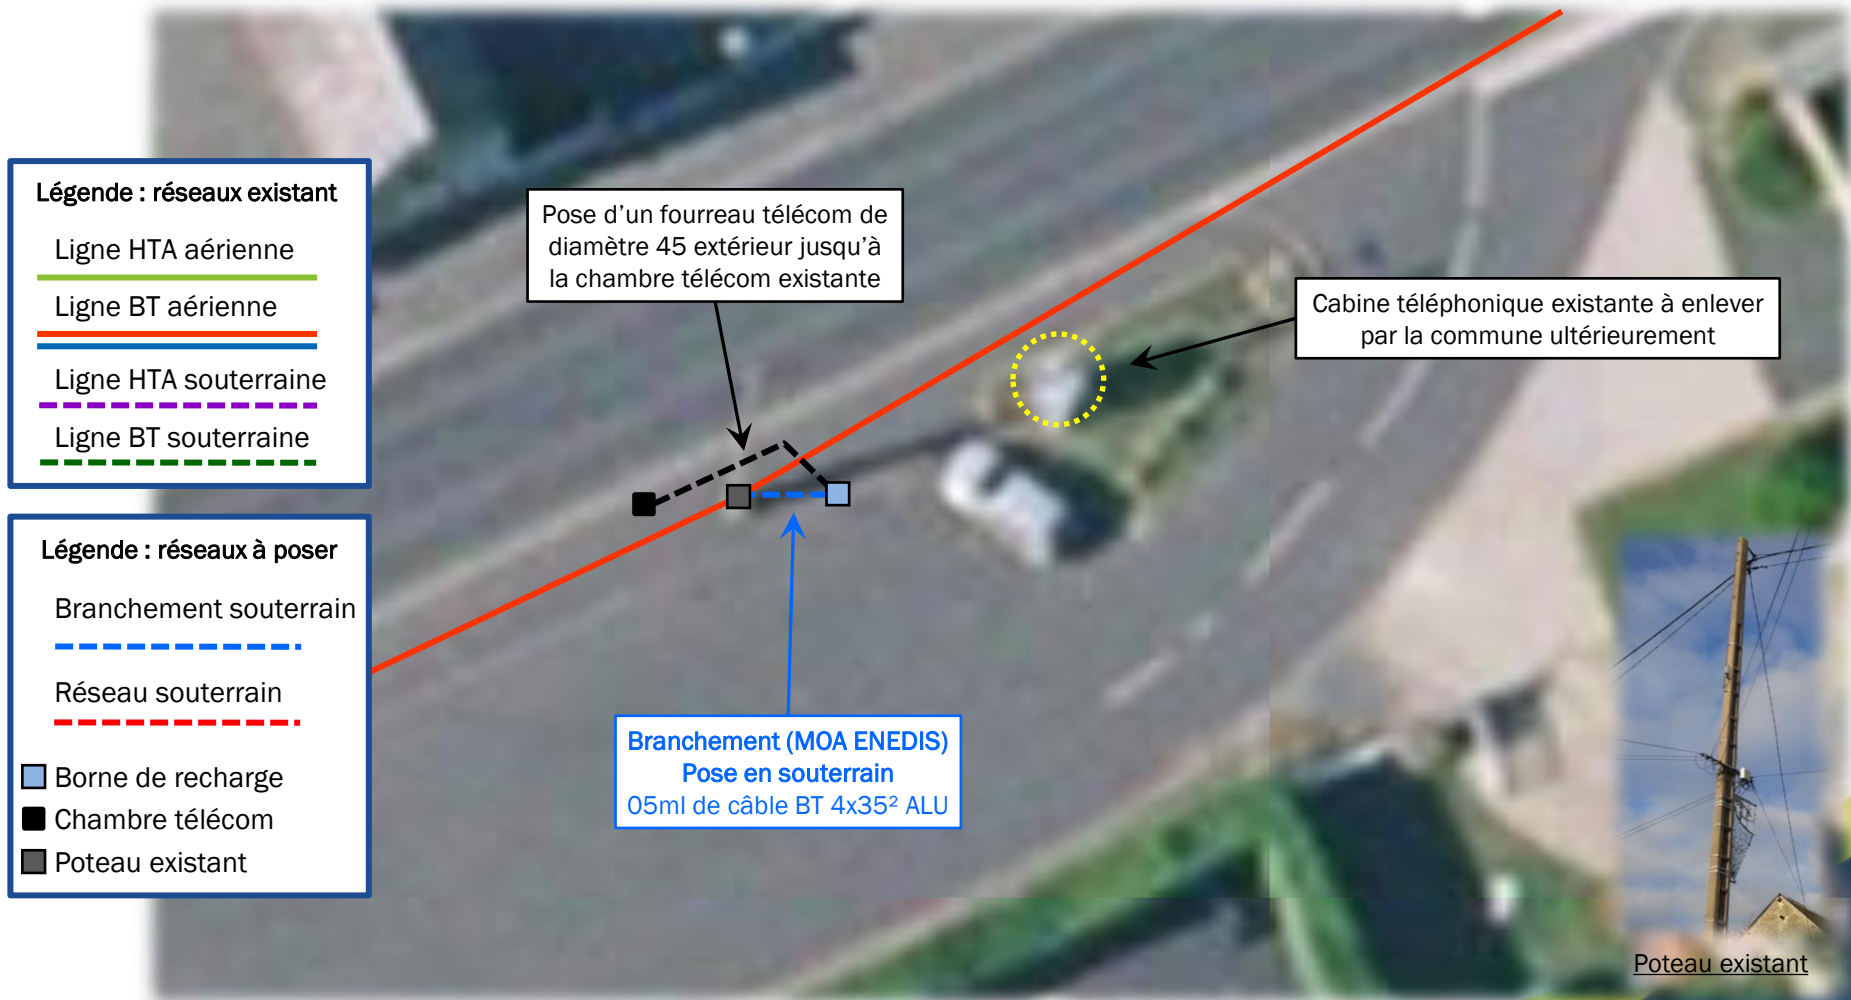 Légende : réseaux existant
Ligne HTA aérienne
Ligne BT aérienne
Ligne HTA souterraine
Ligne BT souterraine
Légende : réseaux à poser
Branchement souterrain
Réseau souterrain
Borne de recharge
Chambre télécom
Poteau existant
Pose d'un fourreau télécom de
diamètre 45 extérieur jusqu'à
la chambre télécom existante
Cabine téléphonique existante à enlever
par la commune ultérieurement
Branchement (MOA ENEDIS)
Pose en souterrain
05ml de câble BT 4x35² ALU
Poteau existant